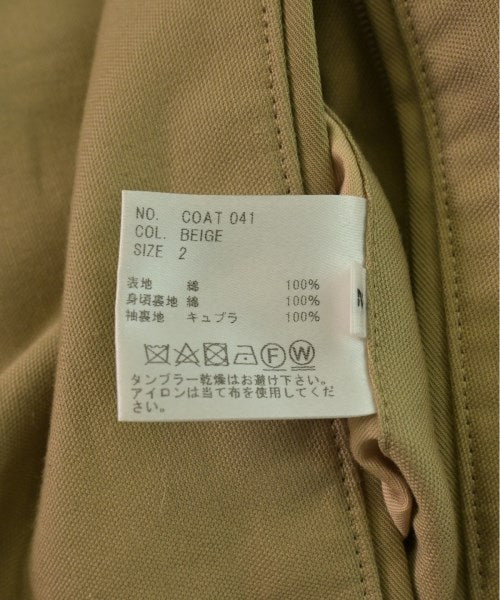 NO. COAT 041
COL. BEIGE
SIZE 2
表地 綿 100%
身頃裏地 綿 100%
袖裏地 キュプラ 100%
F W
タンブラー乾燥はお避け下さい。
アイロンは当て布を使用してくだ
さい。